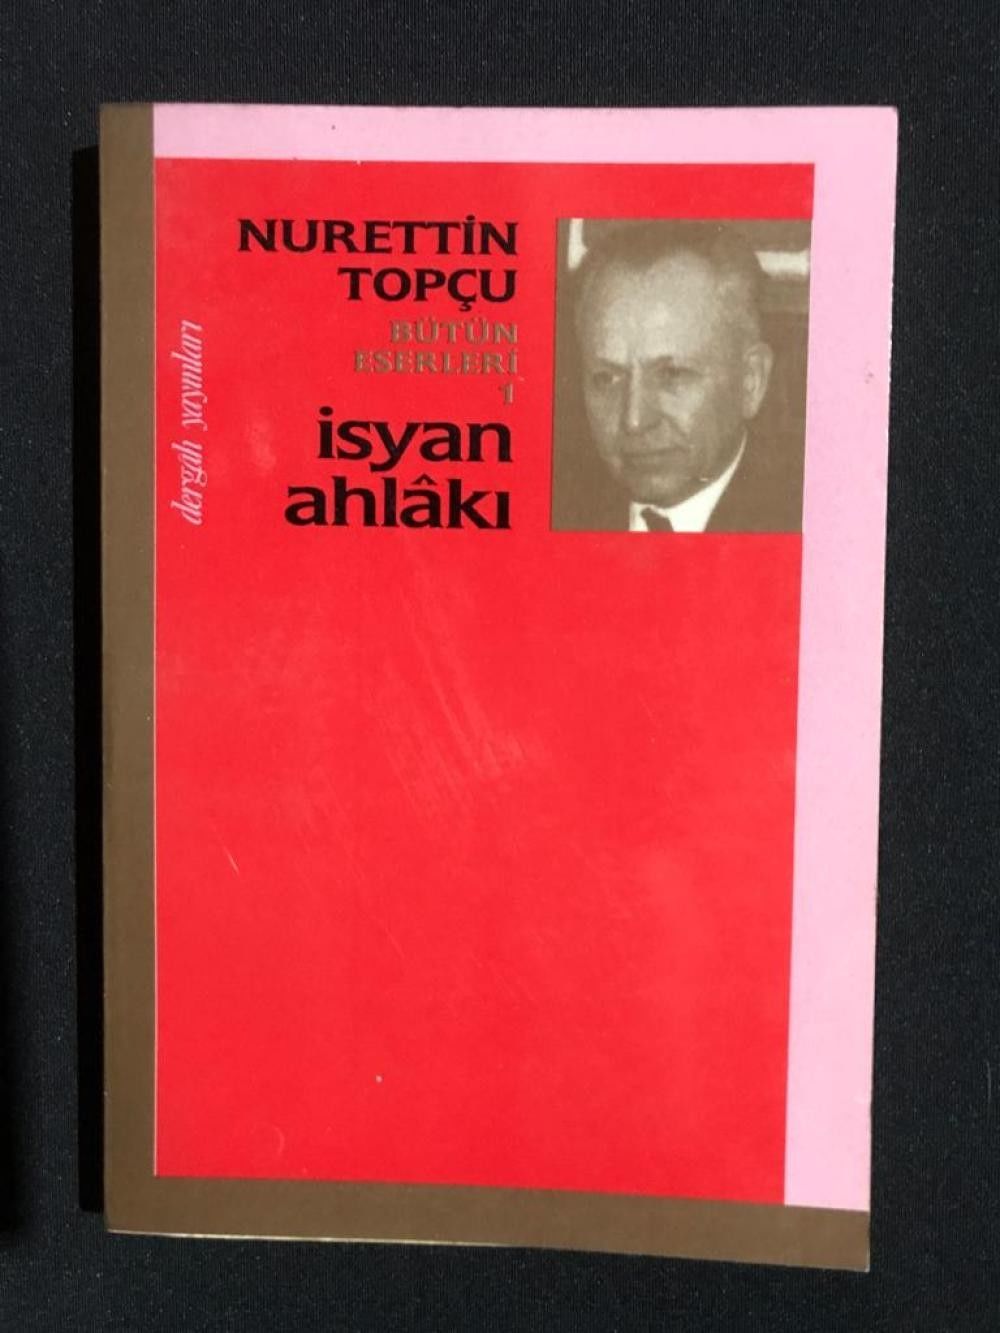 NURETTİN
TOPÇU
BÜTÜN
ESERLERİ
1
isyan
ahlâkı
dergâh yayınları